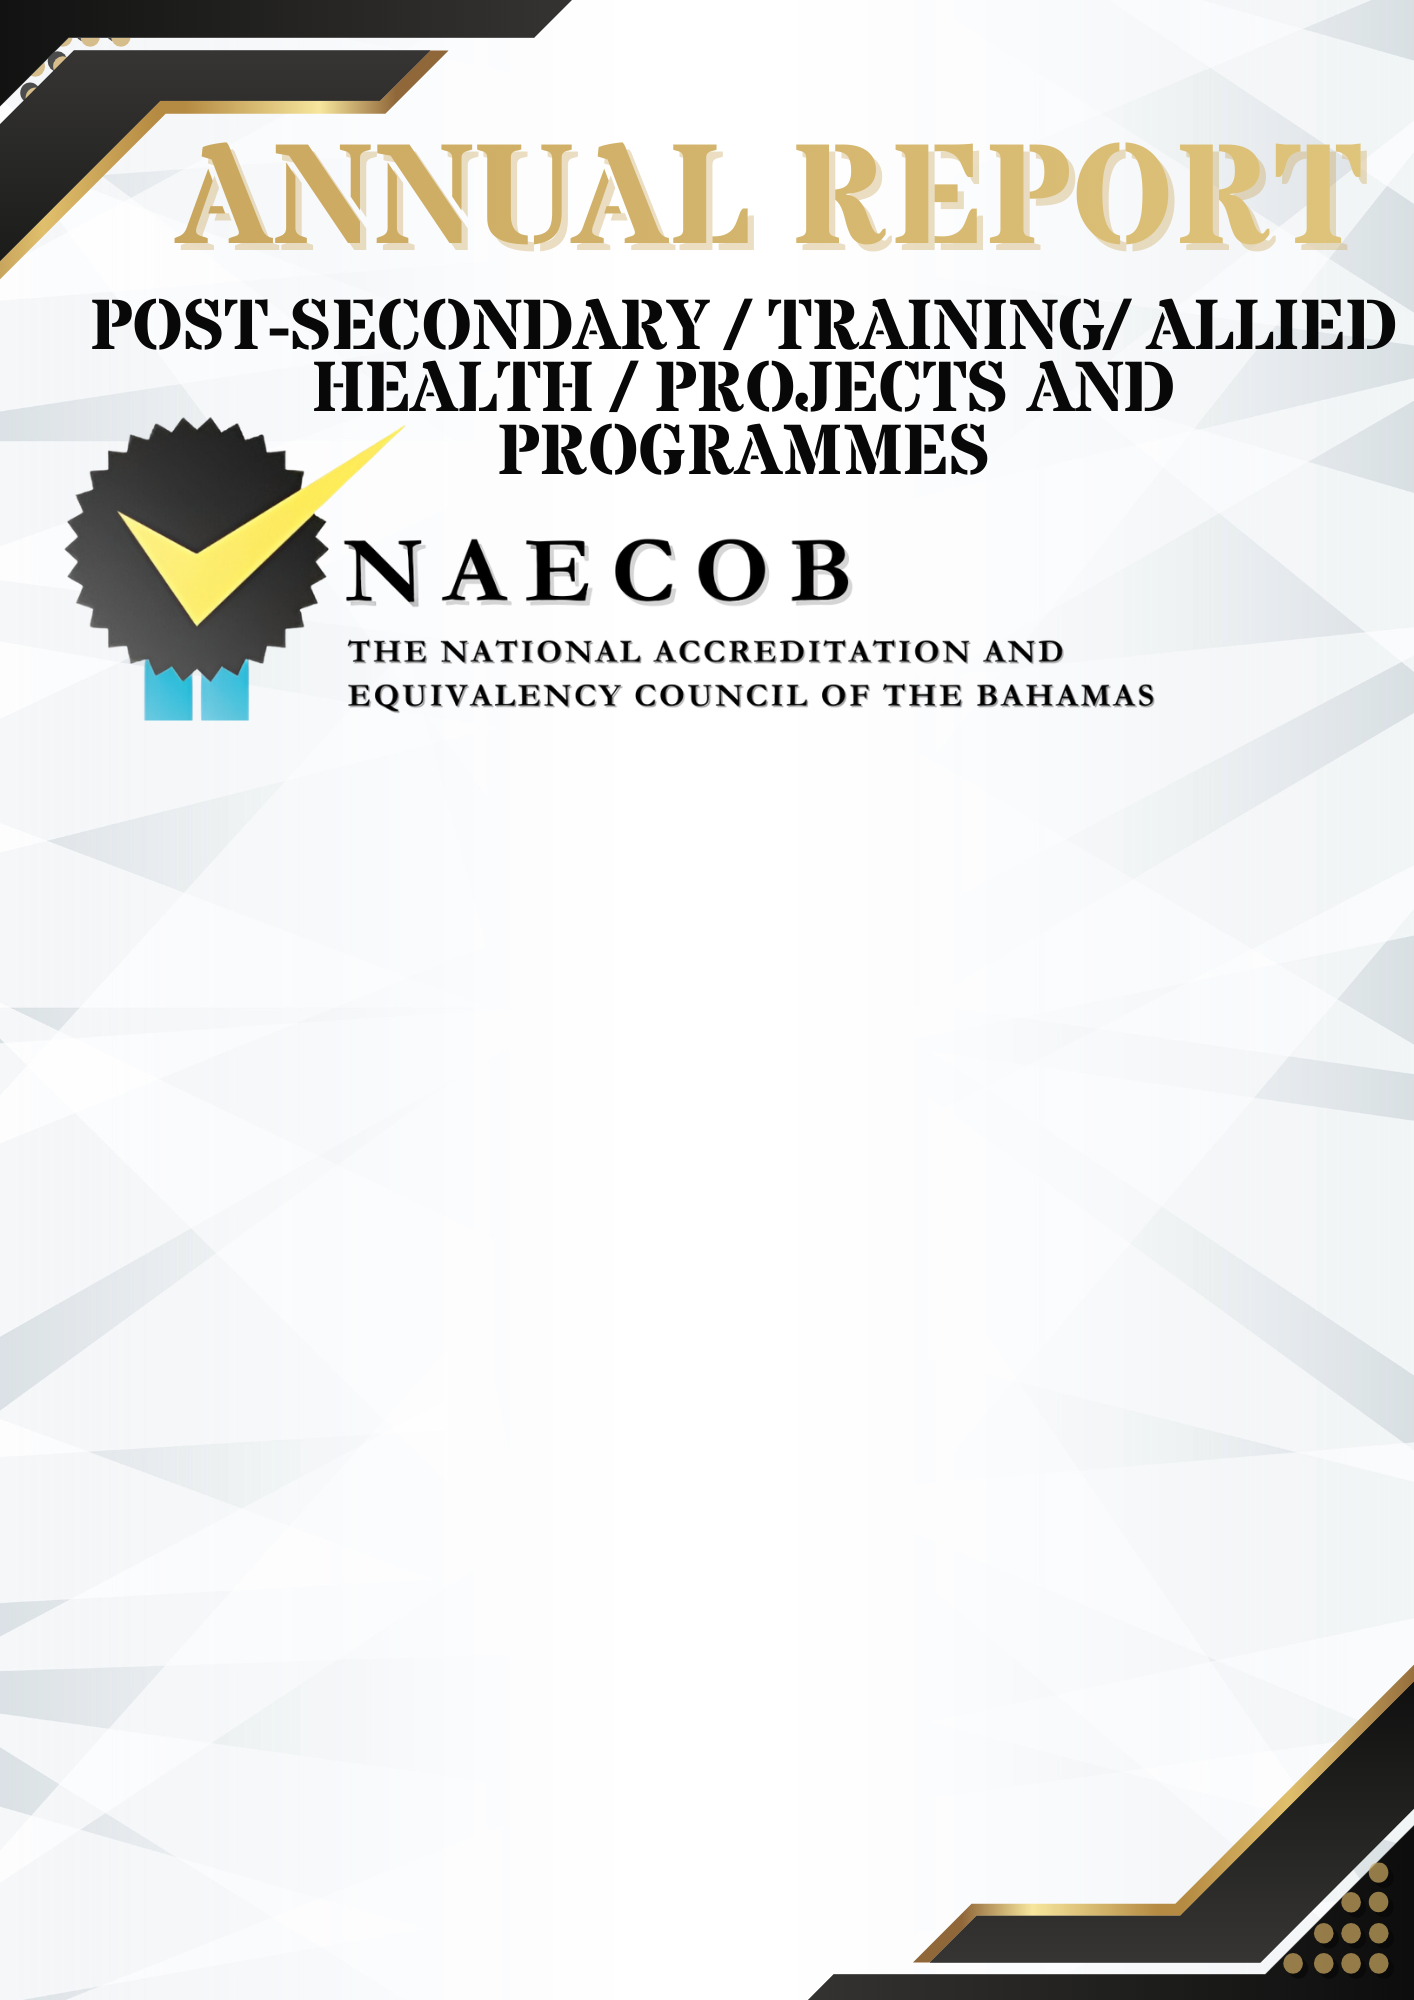 ANNUAL REPORT
POST-SECONDARY / TRAINING/ ALLIED
HEALTH / PROJECTS AND
PROGRAMMES
NAECOB
THE NATIONAL ACCREDITATION AND
EQUIVALENCY COUNCIL OF THE BAHAMAS